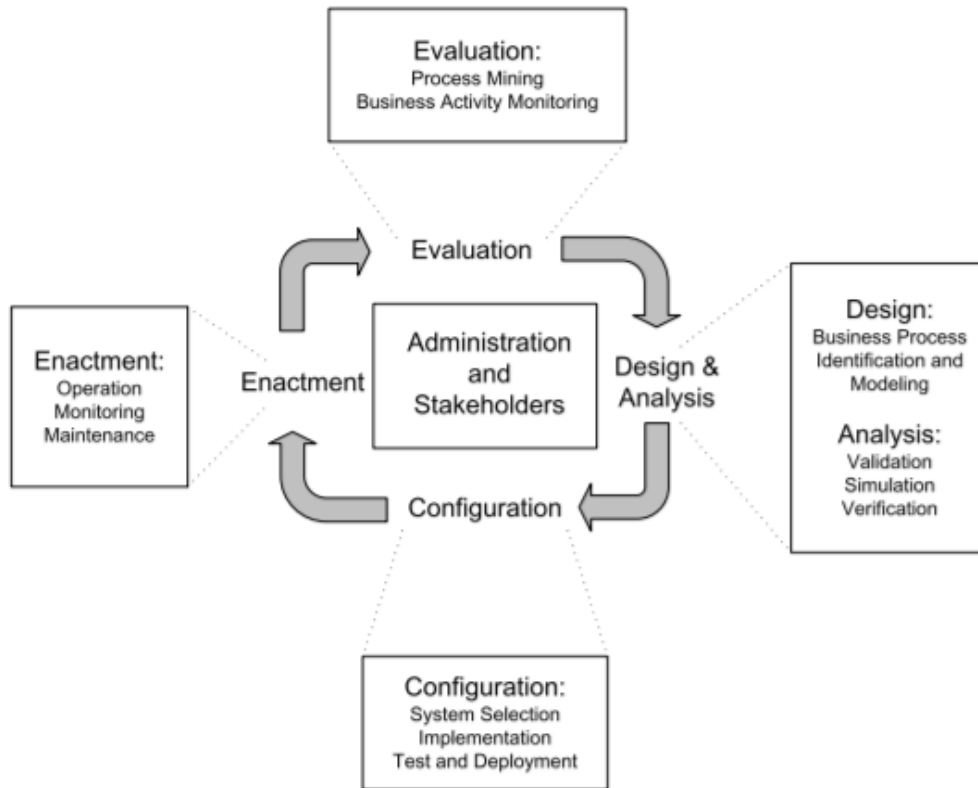 Evaluation:
Process Mining
Business Activity Monitoring
Evaluation
Enactment:
Operation
Monitoring
Maintenance
Enactment
Administration
and
Stakeholders
Design &
Analysis
Design:
Business Process
Identification and
Modeling
Analysis:
Validation
Simulation
Verification
Configuration
Configuration:
System Selection
Implementation
Test and Deployment